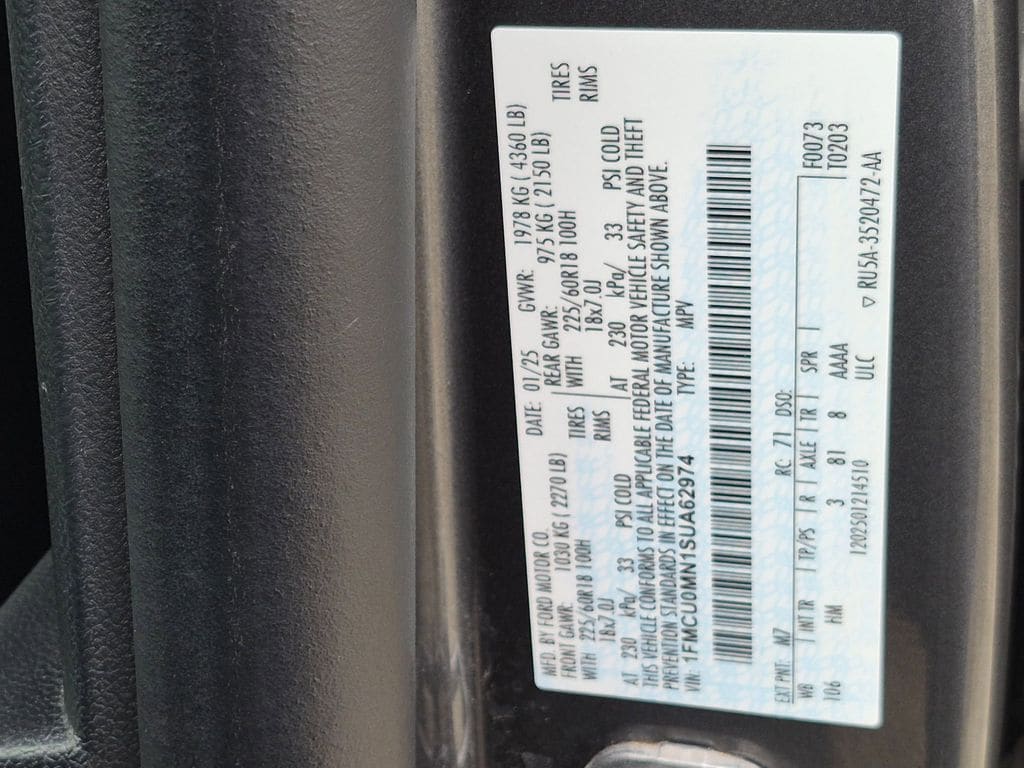 MFD. BY FORD MOTOR CO. DATE: 01/25 GVWR: 1978 KG ( 4360 LB)
FRONT GAWR: 1030 KG ( 2270 LB) REAR GAWR: 975 KG ( 2150 LB)
WITH 225/60R18 100H TIRES WITH 225/60R18 100H TIRES
18x7.0J RIMS 18x7.0J RIMS
AT 230 kPa/ 33 PSI COLD AT 230 kPa/ 33 PSI COLD
THIS VEHICLE CONFORMS TO ALL APPLICABLE FEDERAL MOTOR VEHICLE SAFETY AND THEFT
PREVENTION STANDARDS IN EFFECT ON THE DATE OF MANUFACTURE SHOWN ABOVE.
VIN: 1FMCU0MN1SUA62974 TYPE: MPV
EXT PNT: M7 RC: 71 DSO:
WB | MTR | TP/PS | R | AXLE | TR | SPR | F0073
106 HM 3 81 8 AAAA T0203
1202501214510 ULC ▽ RU5A-3520472-AA